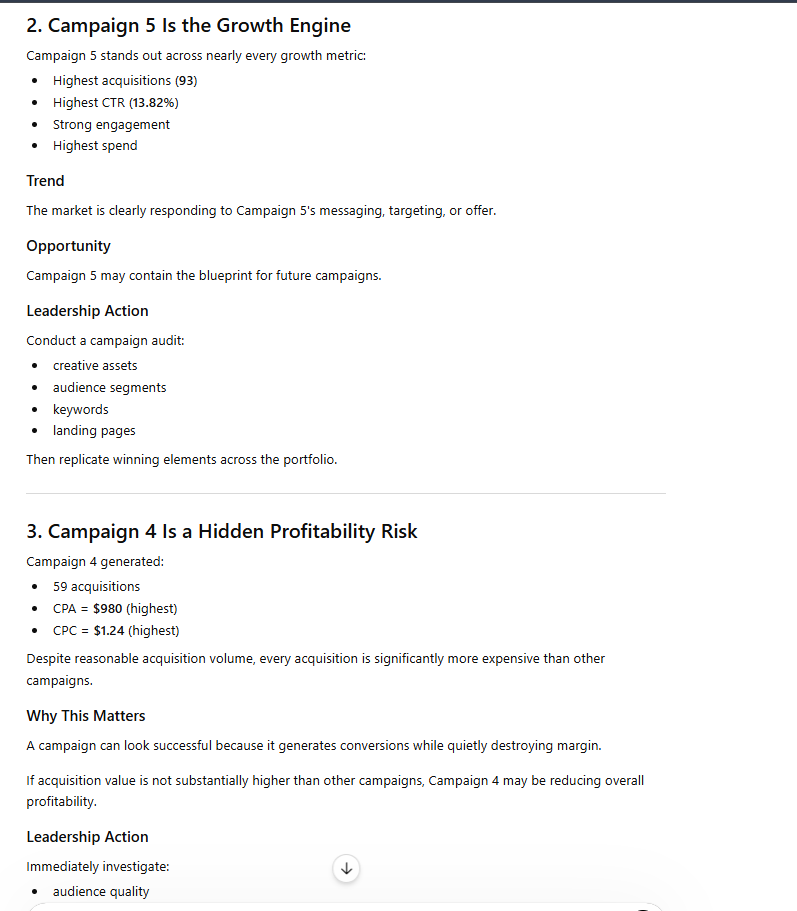 2. Campaign 5 Is the Growth Engine
Campaign 5 stands out across nearly every growth metric:
• Highest acquisitions (93)
• Highest CTR (13.82%)
• Strong engagement
• Highest spend
Trend
The market is clearly responding to Campaign 5's messaging, targeting, or offer.
Opportunity
Campaign 5 may contain the blueprint for future campaigns.
Leadership Action
Conduct a campaign audit:
• creative assets
• audience segments
• keywords
• landing pages
Then replicate winning elements across the portfolio.
3. Campaign 4 Is a Hidden Profitability Risk
Campaign 4 generated:
• 59 acquisitions
• CPA = $980 (highest)
• CPC = $1.24 (highest)
Despite reasonable acquisition volume, every acquisition is significantly more expensive than other
campaigns.
Why This Matters
A campaign can look successful because it generates conversions while quietly destroying margin.
If acquisition value is not substantially higher than other campaigns, Campaign 4 may be reducing overall
profitability.
Leadership Action
Immediately investigate:
• audience quality